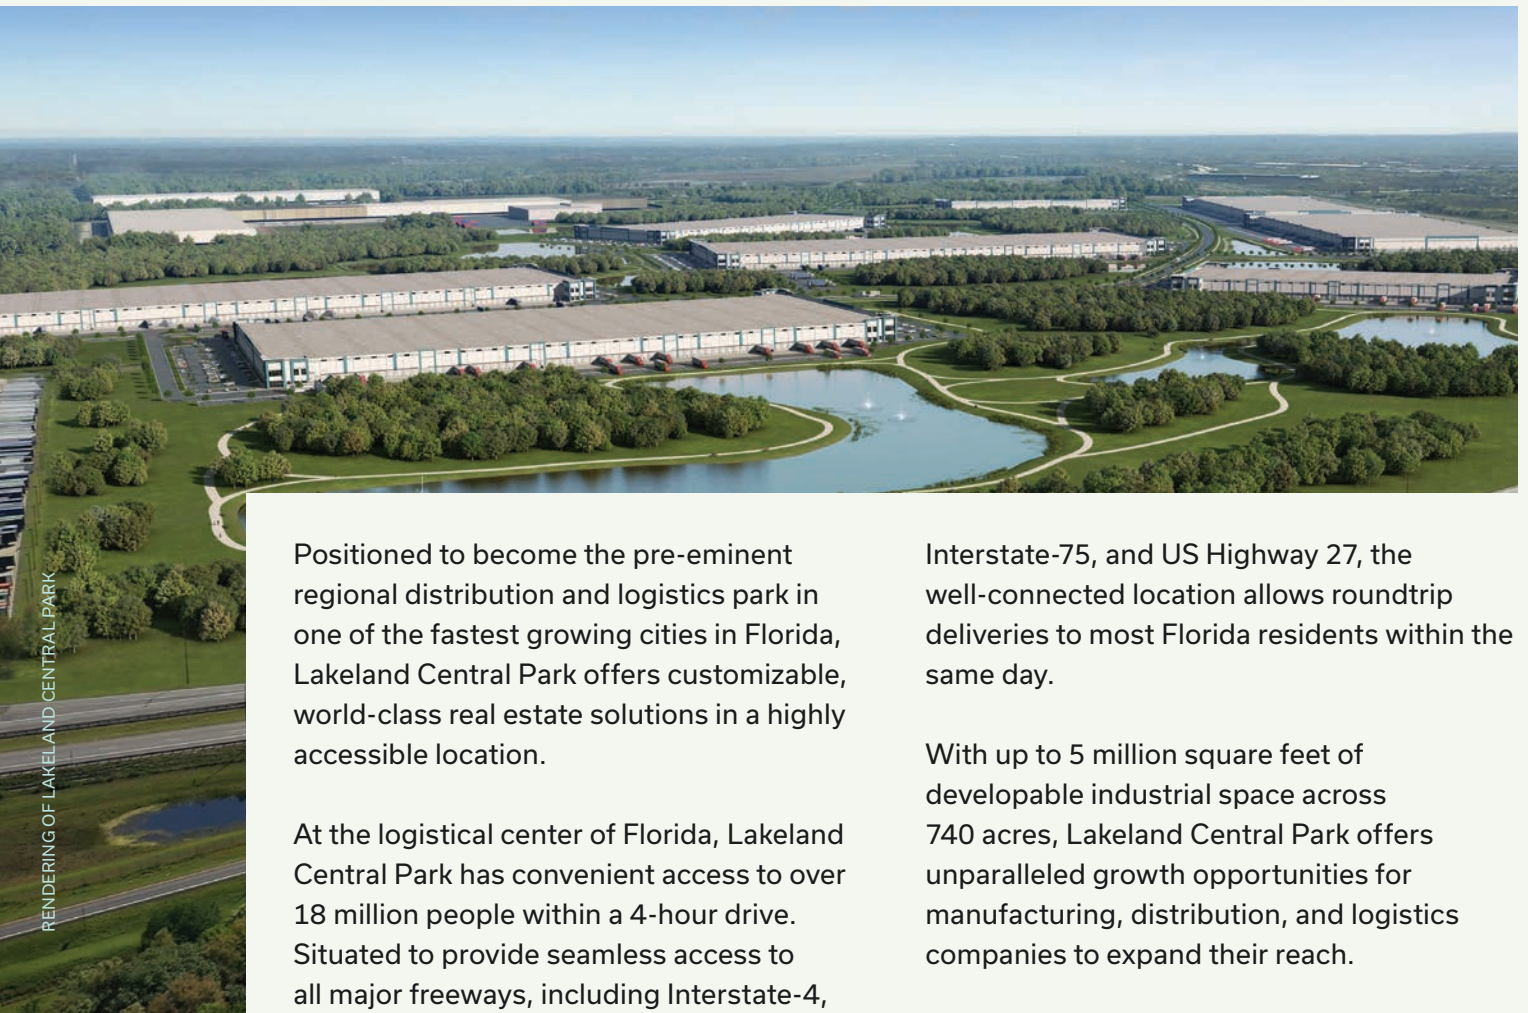 RENDERING OF LAKELAND CENTRAL PARK
Positioned to become the pre-eminent
regional distribution and logistics park in
one of the fastest growing cities in Florida,
Lakeland Central Park offers customizable,
world-class real estate solutions in a highly
accessible location.
At the logistical center of Florida, Lakeland
Central Park has convenient access to over
18 million people within a 4-hour drive.
Situated to provide seamless access to
all major freeways, including Interstate-4,
Interstate-75, and US Highway 27, the
well-connected location allows roundtrip
deliveries to most Florida residents within the
same day.
With up to 5 million square feet of
developable industrial space across
740 acres, Lakeland Central Park offers
unparalleled growth opportunities for
manufacturing, distribution, and logistics
companies to expand their reach.